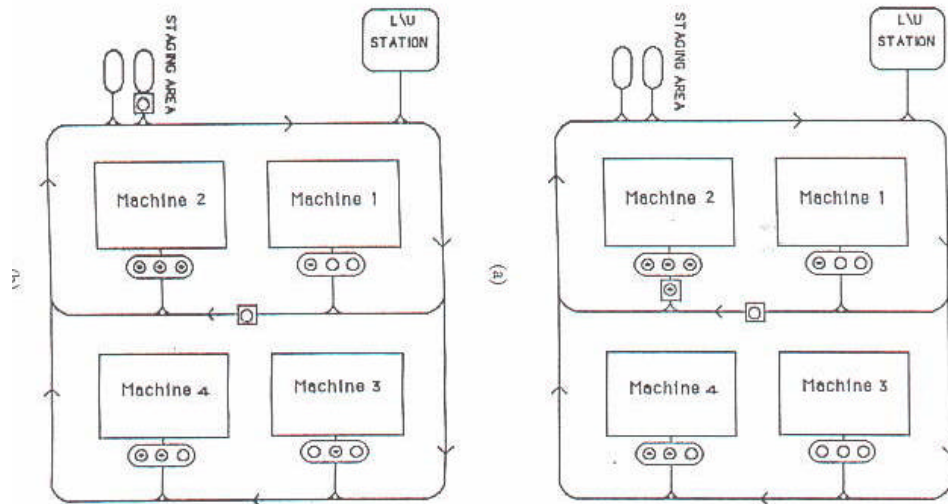 L\U
STATION
STAGING AREA
Machine 2
Machine 1
Machine 4
Machine 3
(a)
L\U
STATION
STAGING AREA
Machine 2
Machine 1
Machine 4
Machine 3